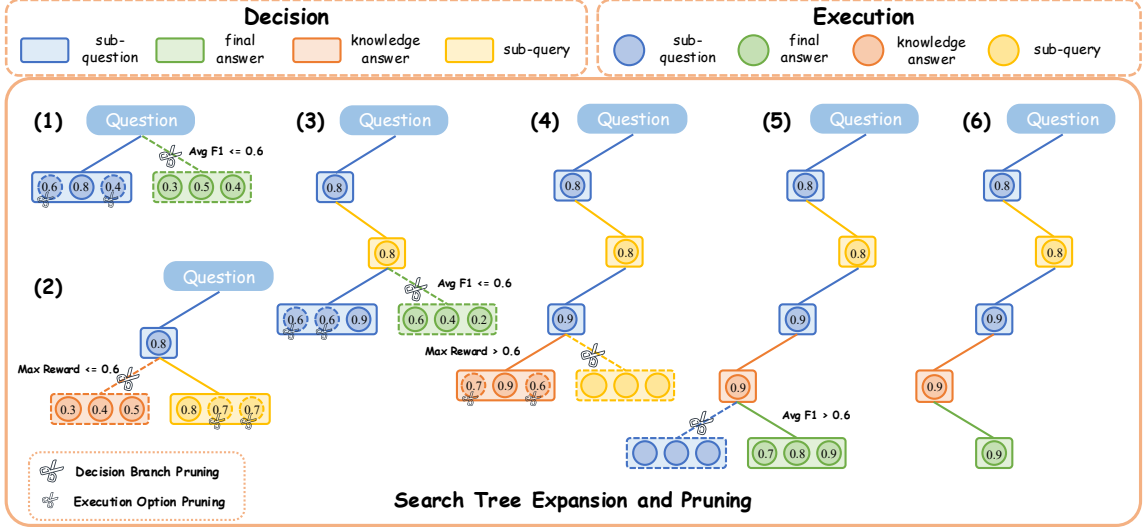 Decision
sub-
question
final
answer
knowledge
answer
sub-query
Execution
sub-
question
final
answer
knowledge
answer
sub-query
(1)
Question
Avg F1 <= 0.6
0.6 0.8 0.4
0.3 0.5 0.4
(2)
Question
0.8
Max Reward <= 0.6
0.3 0.4 0.5
0.8 0.7 0.7
(3)
Question
0.8
0.8
Avg F1 <= 0.6
0.6 0.6 0.9
0.6 0.4 0.2
(4)
Question
0.8
0.8
0.9
Max Reward > 0.6
0.7 0.9 0.6
(5)
Question
0.8
0.8
0.9
0.9
Avg F1 > 0.6
0.7 0.8 0.9
(6)
Question
0.8
0.8
0.9
0.9
0.9
Decision Branch Pruning
Execution Option Pruning
Search Tree Expansion and Pruning